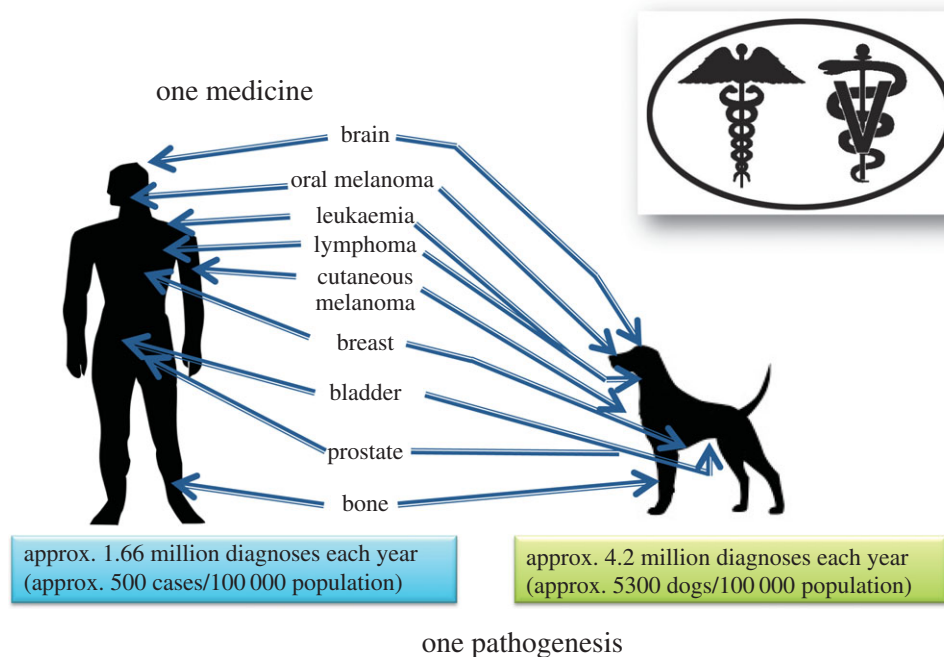 one medicine
V
brain
oral melanoma
leukaemia
lymphoma
cutaneous
melanoma
breast
bladder
prostate
bone
approx. 1.66 million diagnoses each year
(approx. 500 cases/100 000 population)
approx. 4.2 million diagnoses each year
(approx. 5300 dogs/100 000 population)
one pathogenesis